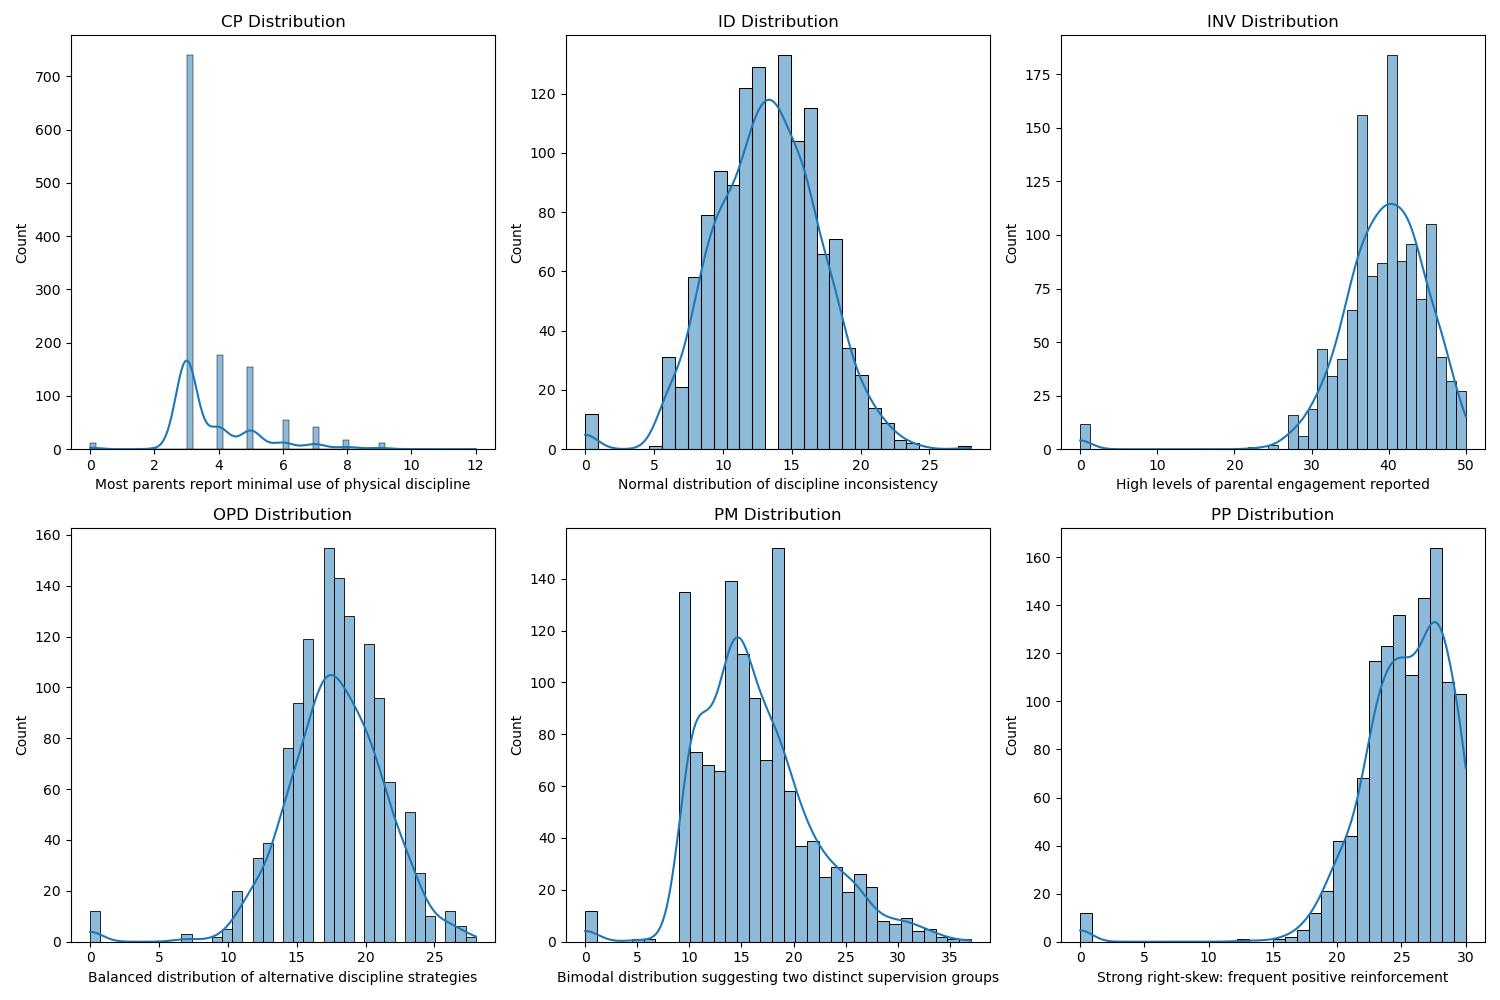 CP Distribution
Count
0
100
200
300
400
500
600
700
0 2 4 6 8 10 12
Most parents report minimal use of physical discipline
ID Distribution
Count
0
20
40
60
80
100
120
0 5 10 15 20 25
Normal distribution of discipline inconsistency
INV Distribution
Count
0
25
50
75
100
125
150
175
0 10 20 30 40 50
High levels of parental engagement reported
OPD Distribution
Count
0
20
40
60
80
100
120
140
160
0 5 10 15 20 25
Balanced distribution of alternative discipline strategies
PM Distribution
Count
0
20
40
60
80
100
120
140
0 5 10 15 20 25 30 35
Bimodal distribution suggesting two distinct supervision groups
PP Distribution
Count
0
20
40
60
80
100
120
140
160
0 5 10 15 20 25 30
Strong right-skew: frequent positive reinforcement